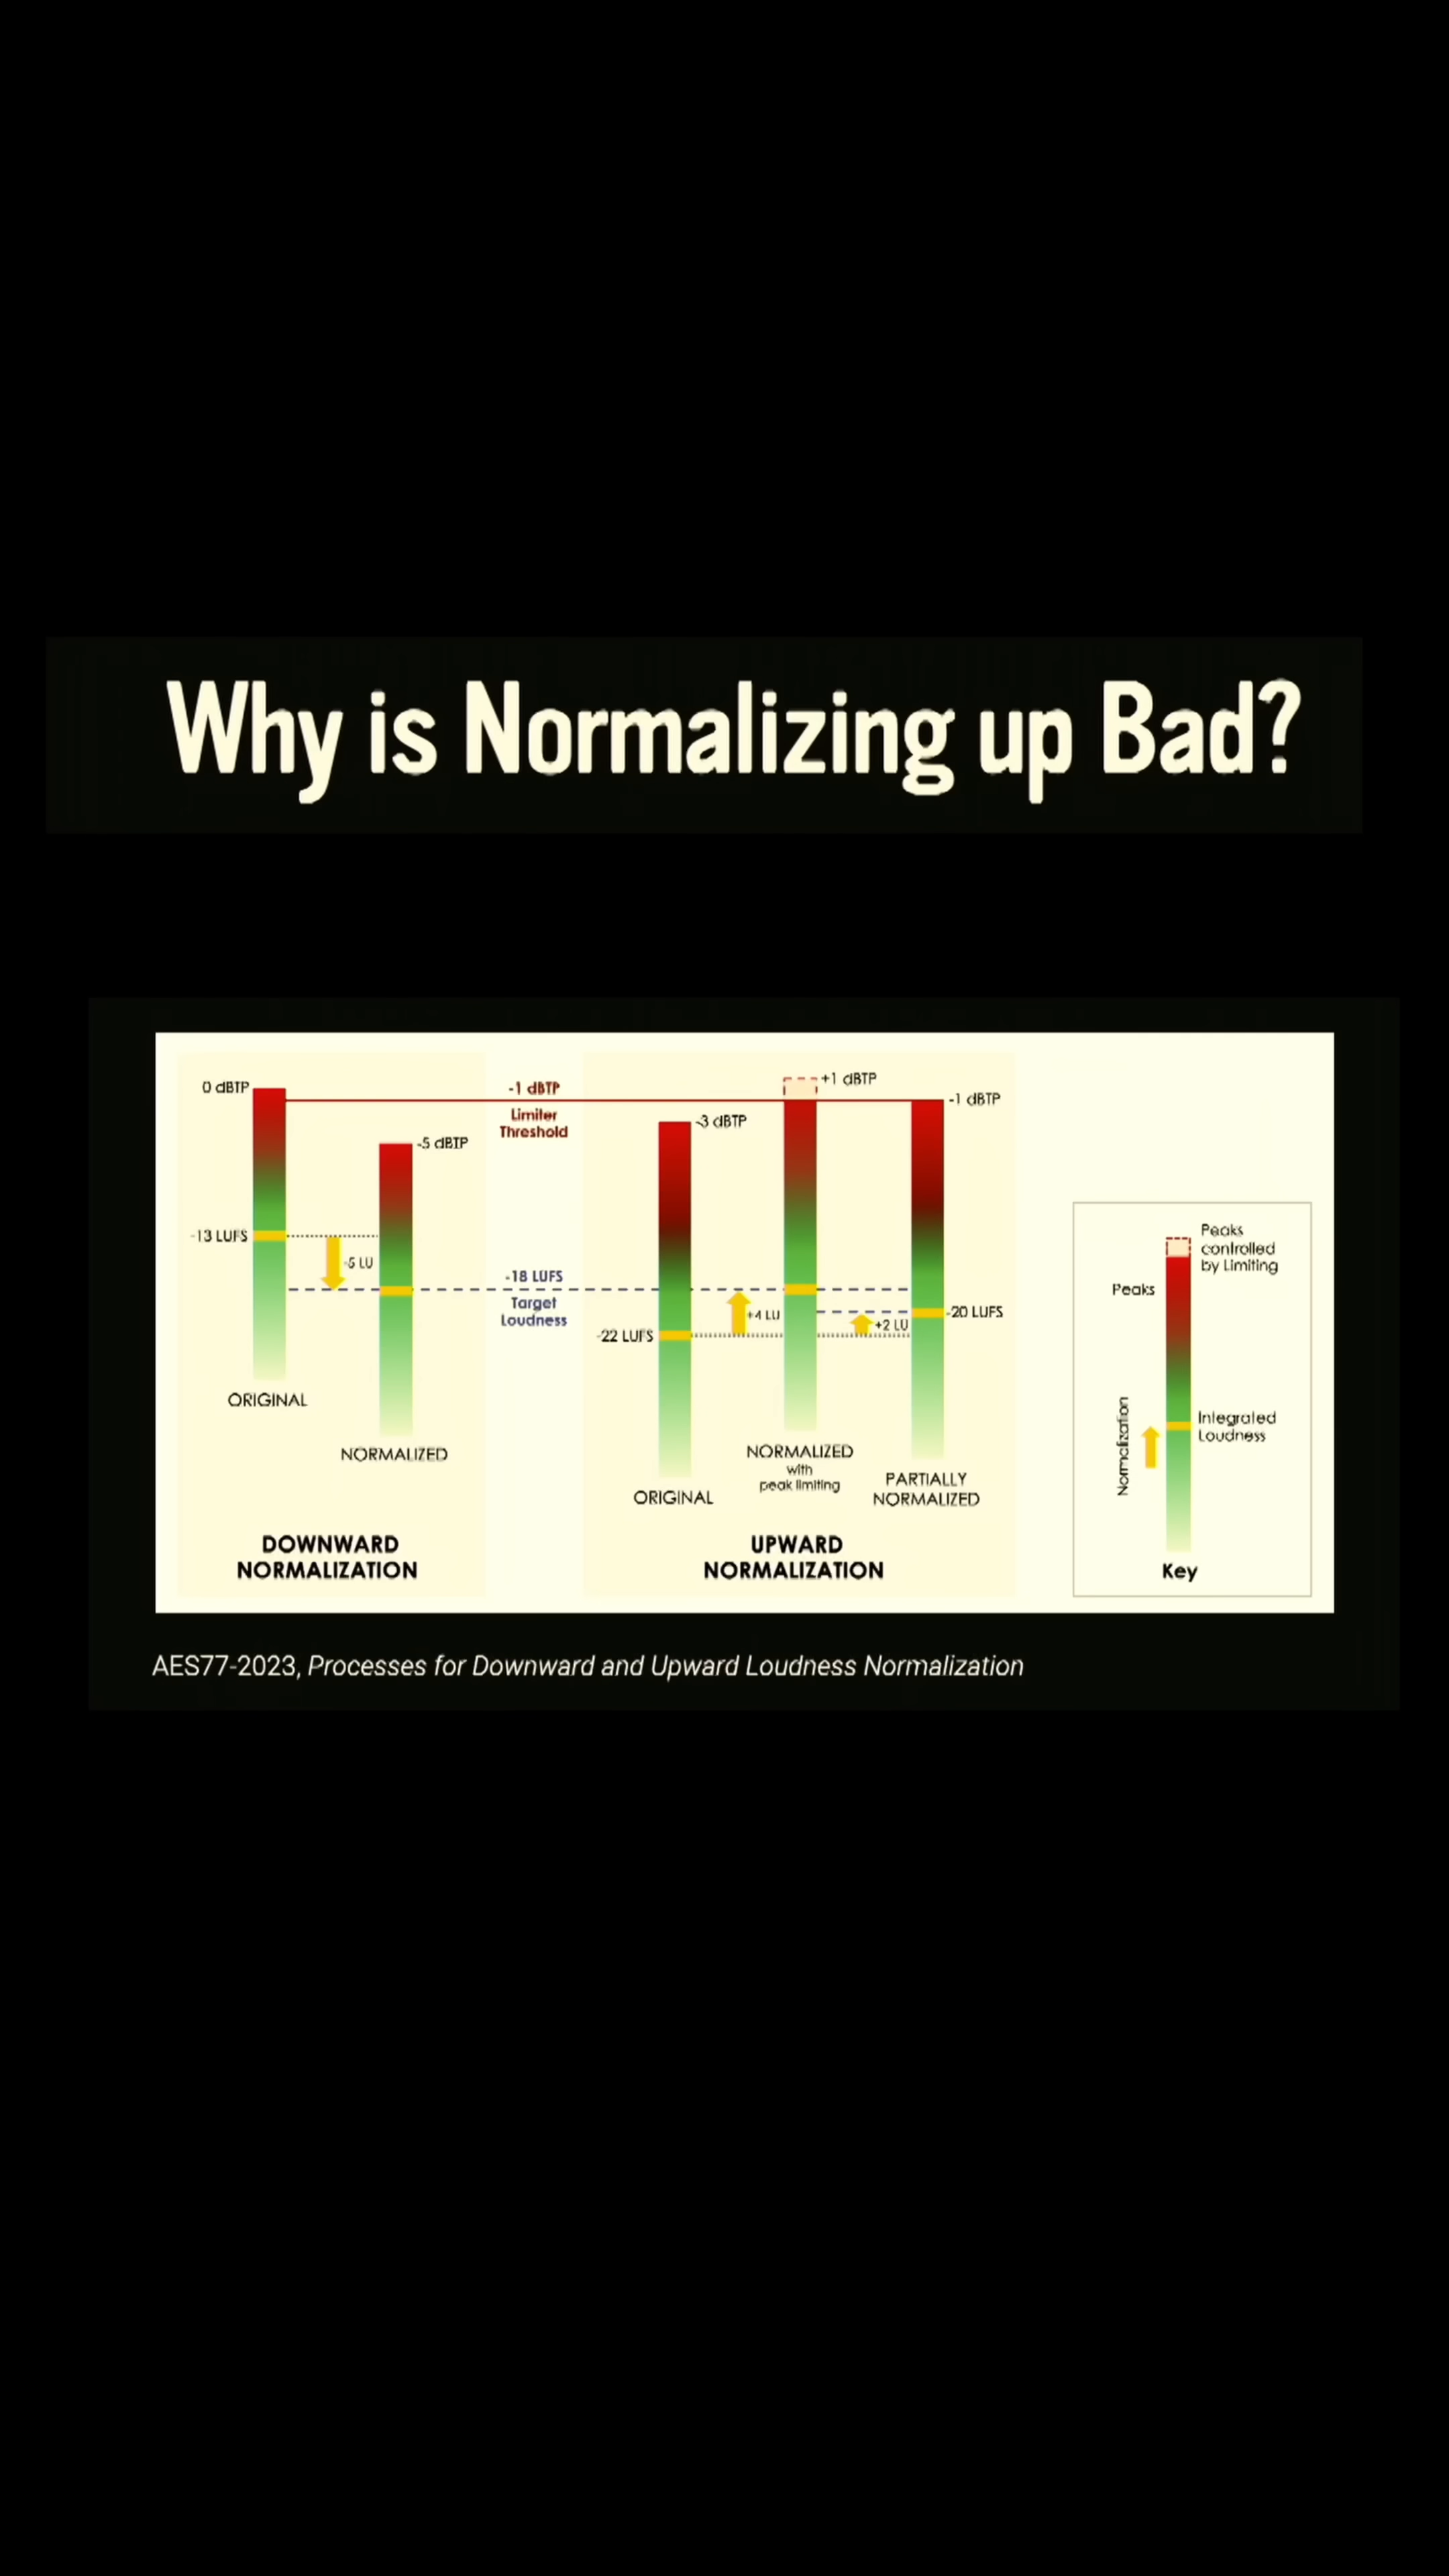 Why is Normalizing up Bad?
0 dBTP
-5 dBTP
-13 LUFS
-5 LU
ORIGINAL
NORMALIZED
DOWNWARD
NORMALIZATION
-1 dBTP
Limiter
Threshold
-18 LUFS
Target
Loudness
+1 dBTP
-3 dBTP
-1 dBTP
+4 LU
+2 LU
-20 LUFS
-22 LUFS
ORIGINAL
NORMALIZED
with
peak limiting
PARTIALLY
NORMALIZED
UPWARD
NORMALIZATION
Peaks
controlled
by Limiting
Peaks
Integrated
Loudness
Normalization
Key
AES77-2023, Processes for Downward and Upward Loudness Normalization